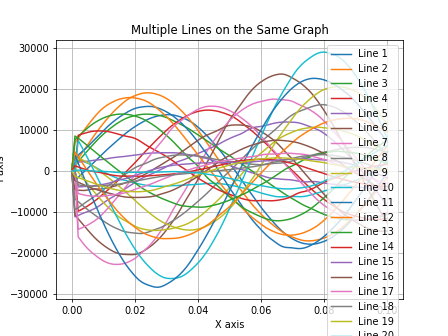 Multiple Lines on the Same Graph
30000
20000
10000
0
-10000
-20000
-30000
0.00
0.02
0.04
0.06
X axis
Line 1
Line 2
Line 3
Line 4
Line 5
Line 6
Line 7
Line 8
Line 9
Line 10
Line 11
Line 12
Line 13
Line 14
Line 15
Line 16
Line 17
Line 18
Line 19